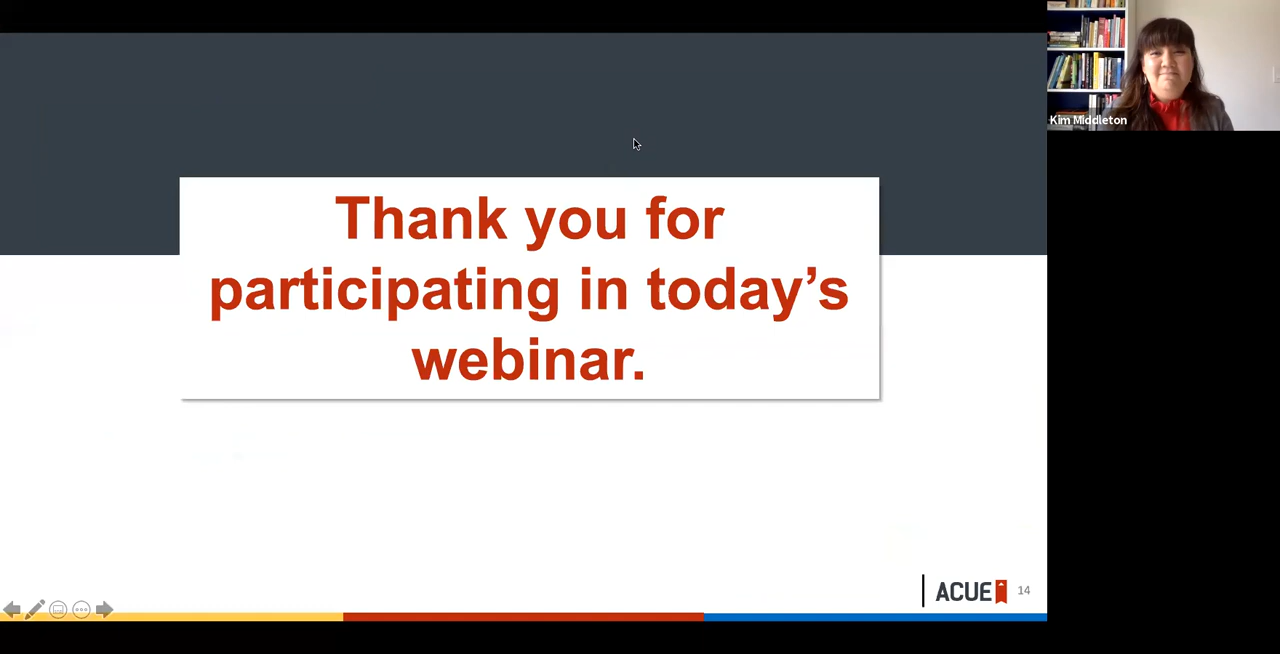 Kim Middleton
Thank you for
participating in today’s
webinar.
ACUE
14